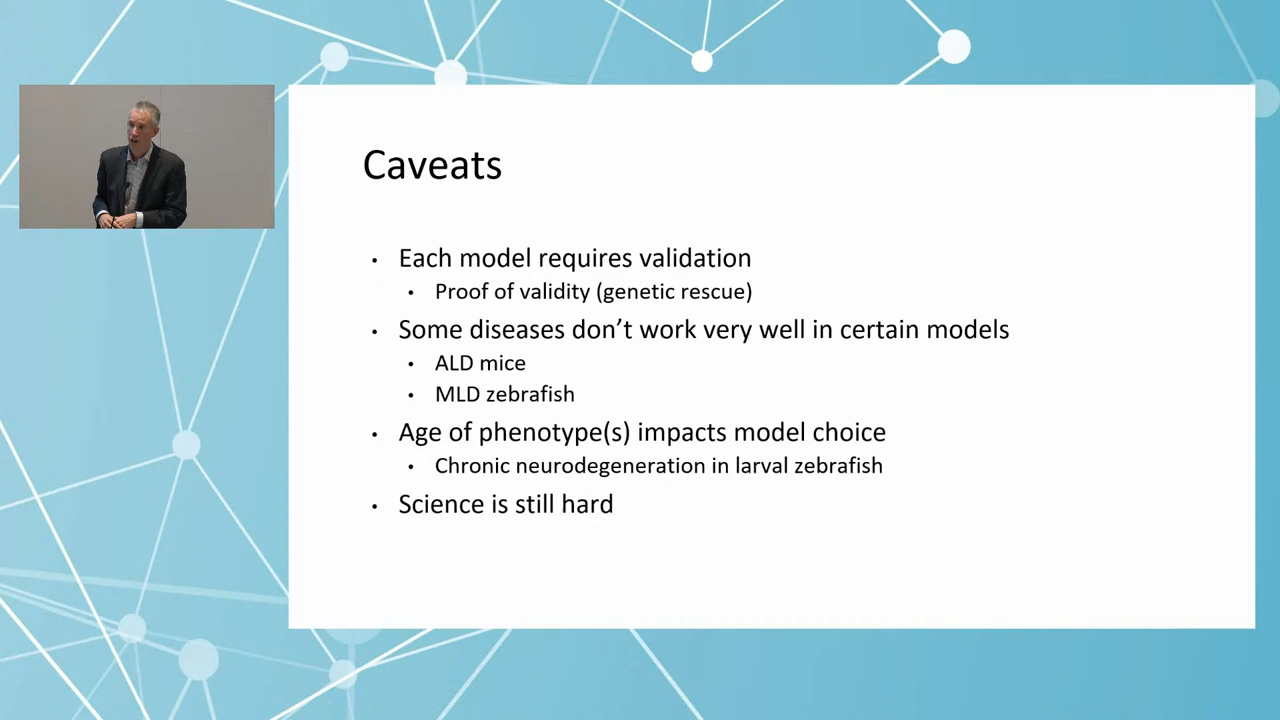 Caveats
• Each model requires validation
• Proof of validity (genetic rescue)
• Some diseases don’t work very well in certain models
• ALD mice
• MLD zebrafish
• Age of phenotype(s) impacts model choice
• Chronic neurodegeneration in larval zebrafish
• Science is still hard